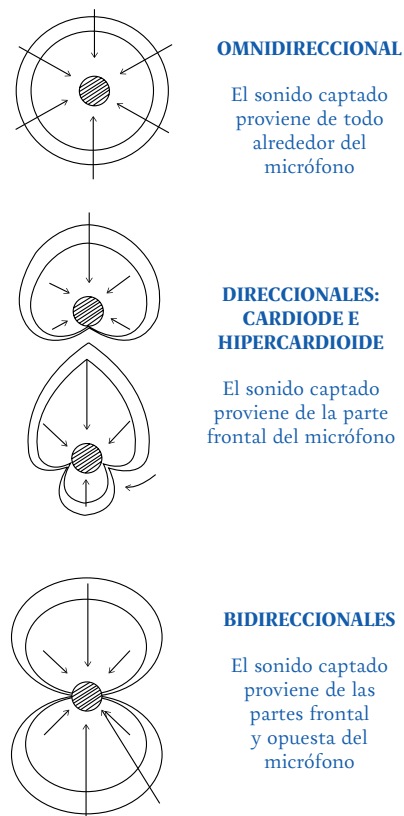 OMNIDIRECCIONAL
El sonido captado
proviene de todo
alrededor del
micrófono
DIRECCIONALES:
CARDIODE E
HIPERCARDIOIDE
El sonido captado
proviene de la parte
frontal del micrófono
BIDIRECCIONALES
El sonido captado
proviene de las
partes frontal
y opuesta del
micrófono